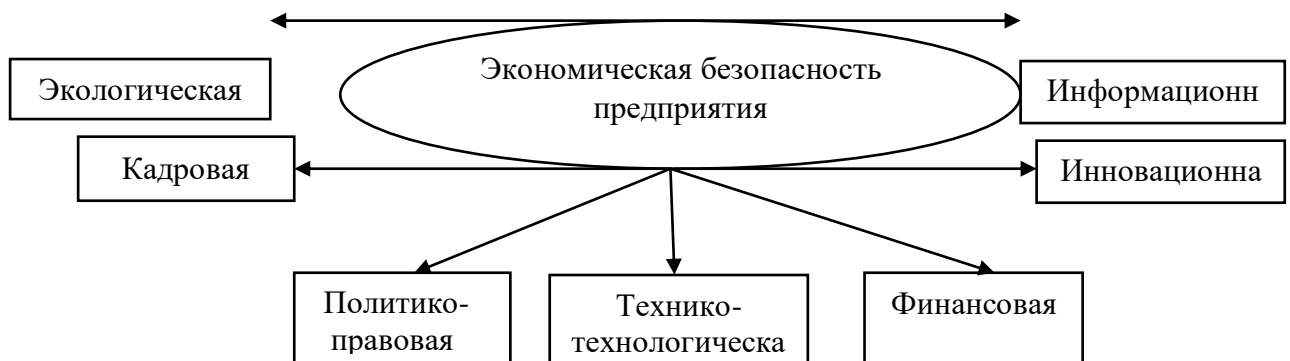 Экономическая безопасность
предприятия
Экологическая
Информационн
Кадровая
Инновационна
Политико-
правовая
Технико-
технологическа
Финансовая